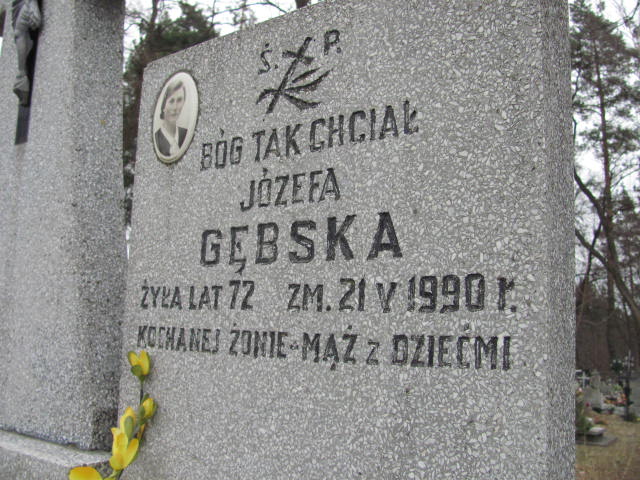 Ś. P.
BÓG TAK CHCIAŁ
JÓZEFA
GĘBSKA
ŻYŁA LAT 72 ZM. 21 V 1990 r.
KOCHANEJ ŻONIE - MĄŻ z DZIEĆMI